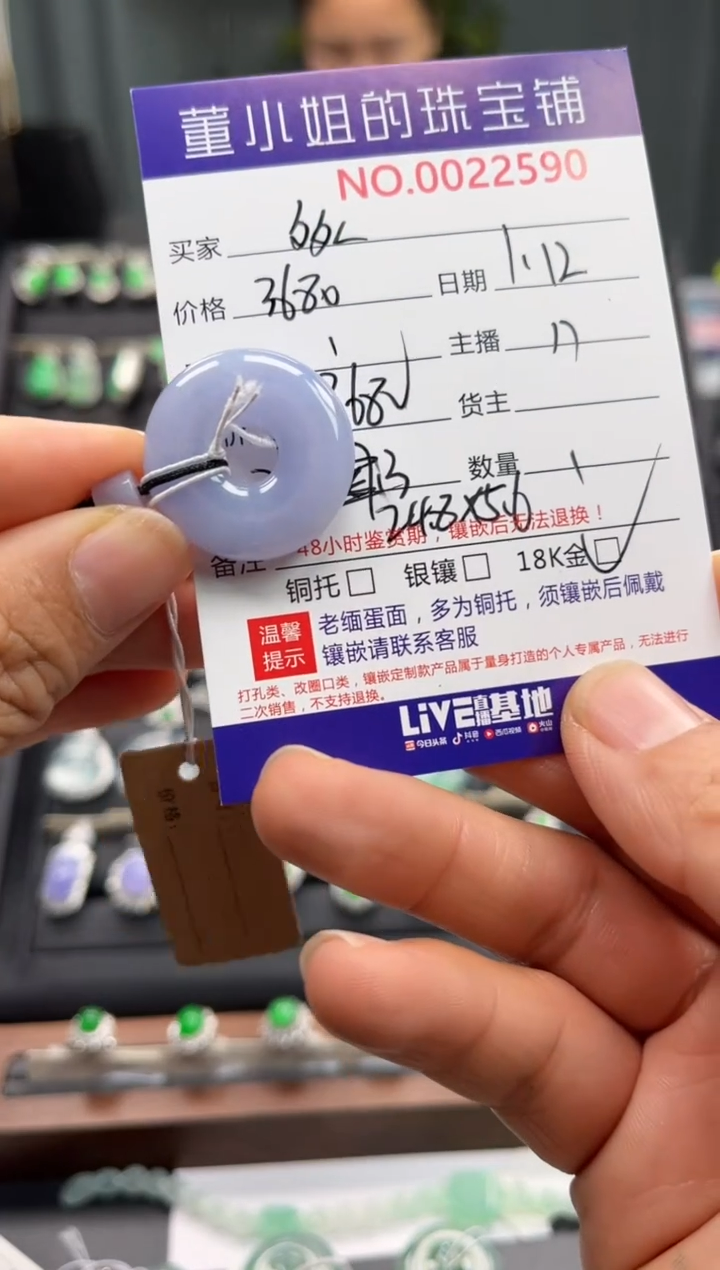 董小姐的珠宝铺
NO.0022590
买家 66L
价格 3680 日期 1.12
主播
货主
数量 1
248X56
48小时鉴赏期，镶嵌后无法退换！
备注
铜托 银镶 18K金
温馨提示
老缅蛋面，多为铜托，须镶嵌后佩戴
镶嵌请联系客服
打孔类、改圈口类，镶嵌定制款产品属于量身打造的个人专属产品，无法进行
二次销售，不支持退换。
LIVE直播基地
今日头条 抖音 西瓜视频 火山
价格：